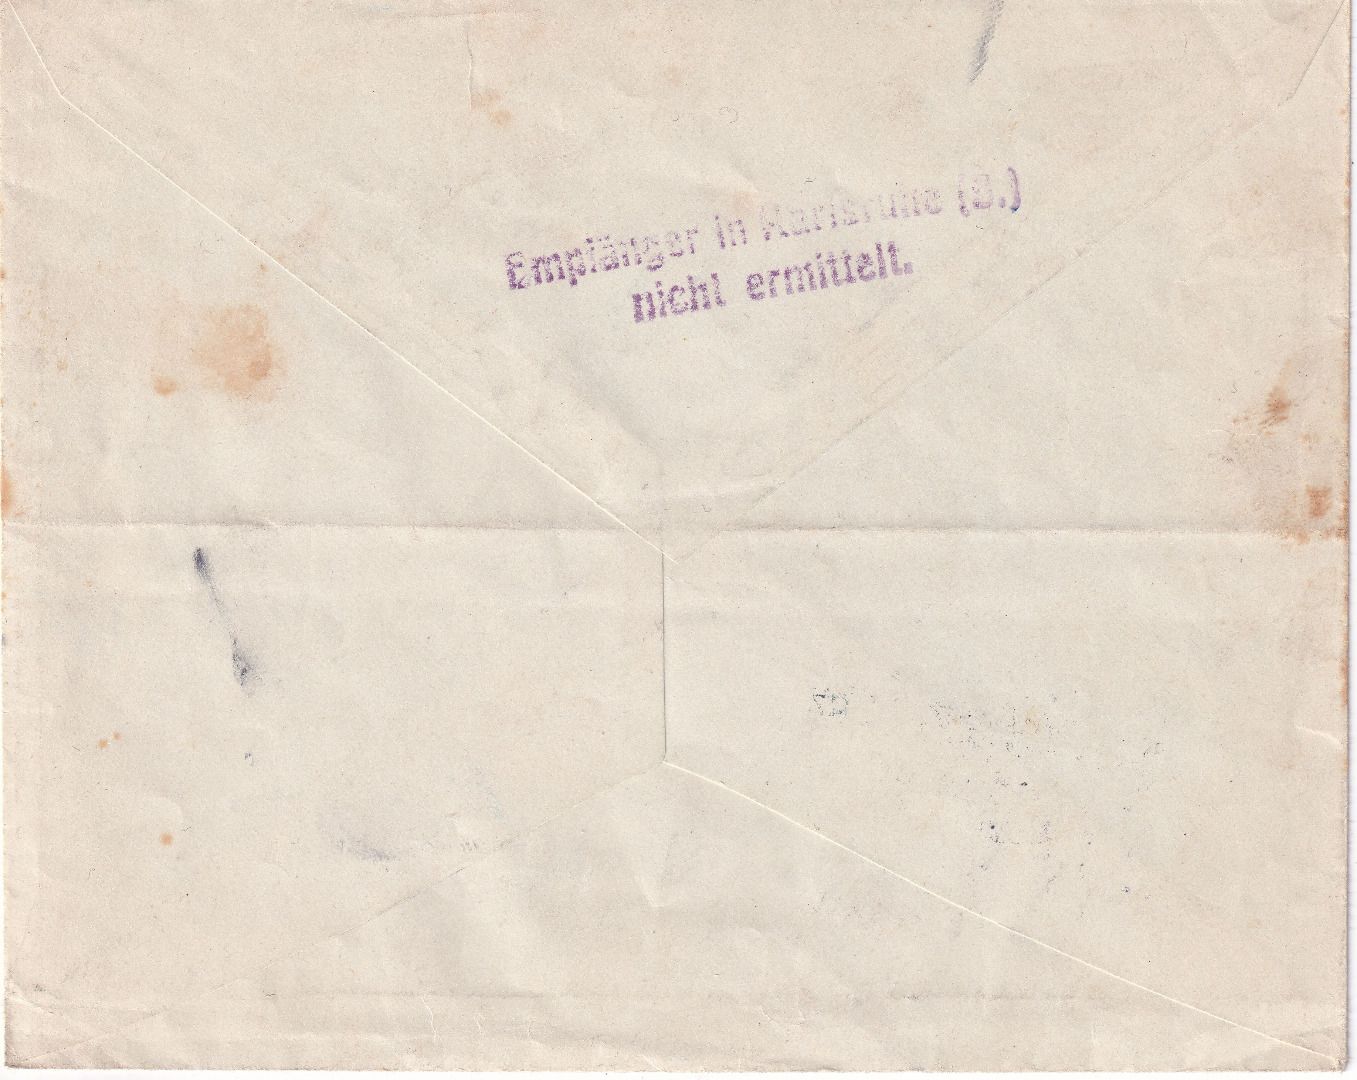 Empfänger in Karlsruhe (B.)
nicht ermittelt.